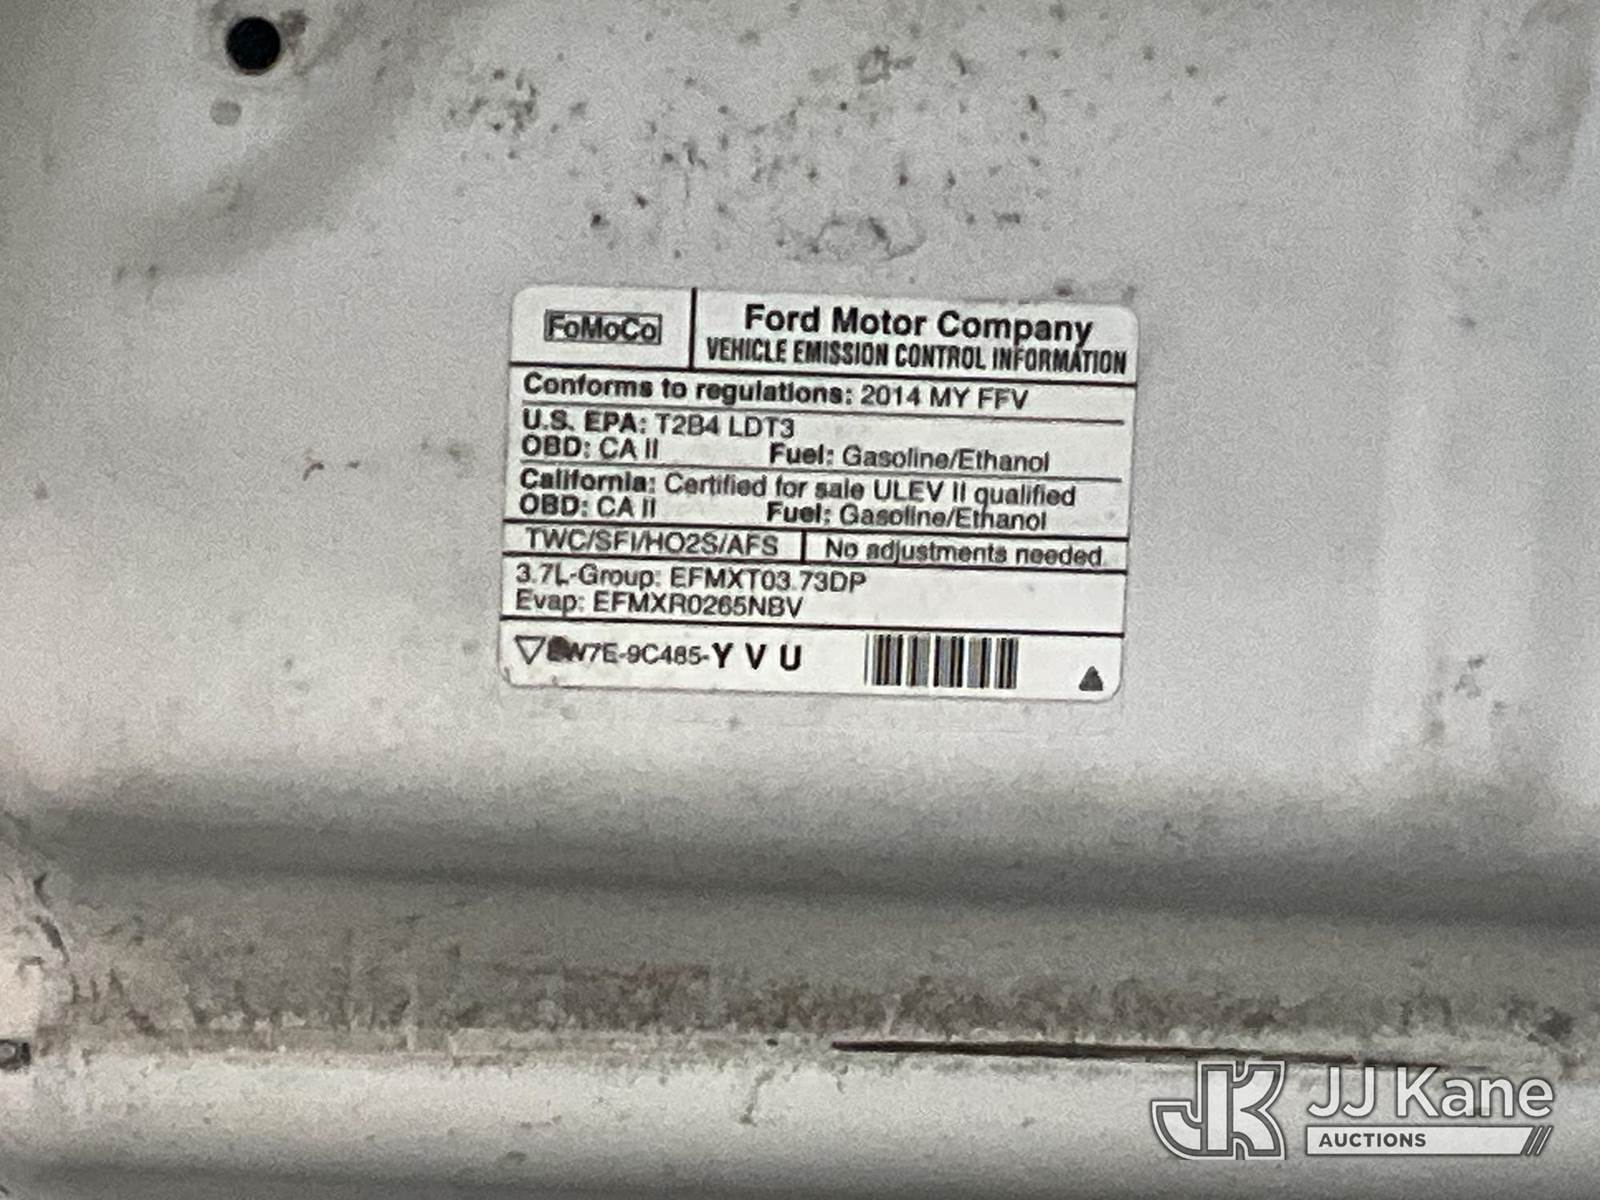 FoMoCo
Ford Motor Company
VEHICLE EMISSION CONTROL INFORMATION
Conforms to regulations: 2014 MY FFV
U.S. EPA: T2B4 LDT3
OBD: CA II Fuel: Gasoline/Ethanol
California: Certified for sale ULEV II qualified
OBD: CA II Fuel: Gasoline/Ethanol
TWC/SFI/HO2S/AFS No adjustments needed.
3.7L-Group: EFMXT03.73DP
Evap: EFMXR0265NBV
YVU
JJ Kane
AUCTIONS